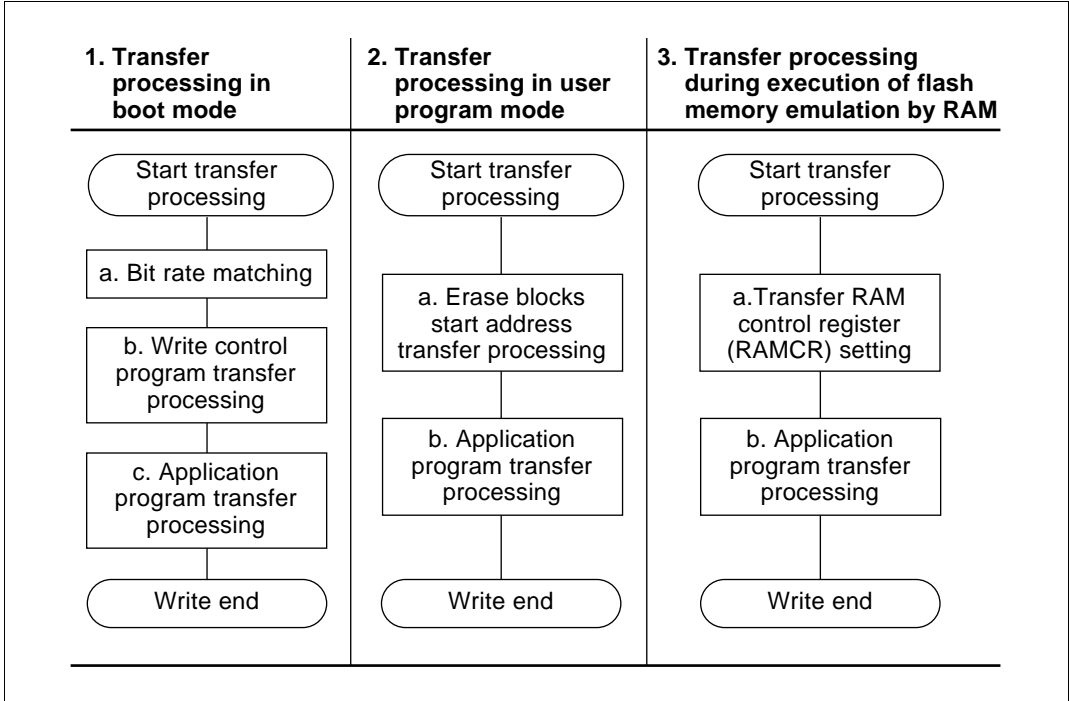 1. Transfer
processing in
boot mode
2. Transfer
processing in user
program mode
3. Transfer processing
during execution of flash
memory emulation by RAM
Start transfer
processing
a. Bit rate matching
b. Write control
program transfer
processing
c. Application
program transfer
processing
Write end
Start transfer
processing
a. Erase blocks
start address
transfer processing
b. Application
program transfer
processing
Write end
Start transfer
processing
a.Transfer RAM
control register
(RAMCR) setting
b. Application
program transfer
processing
Write end